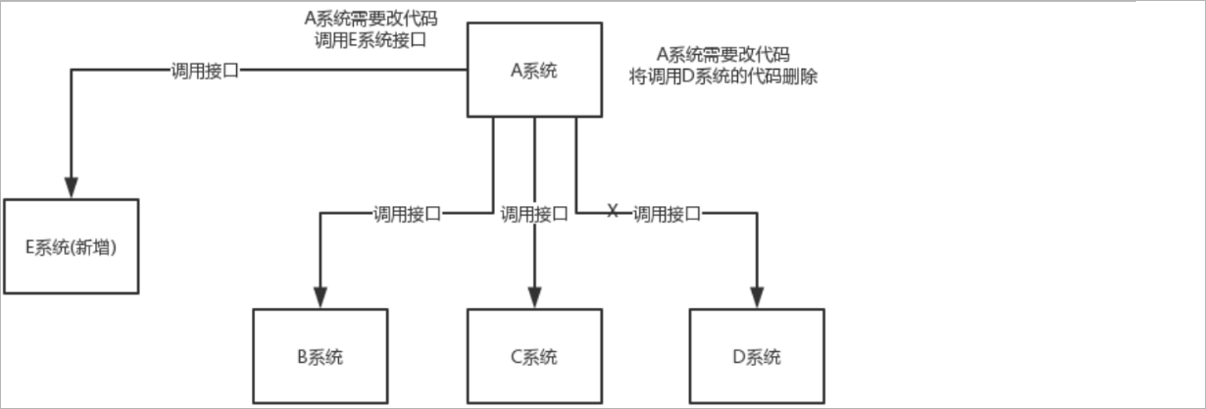 A系统需要改代码
调用E系统接口
A系统
A系统需要改代码
将调用D系统的代码删除
调用接口
调用接口
调用接口
X
调用接口
E系统(新增)
B系统
C系统
D系统